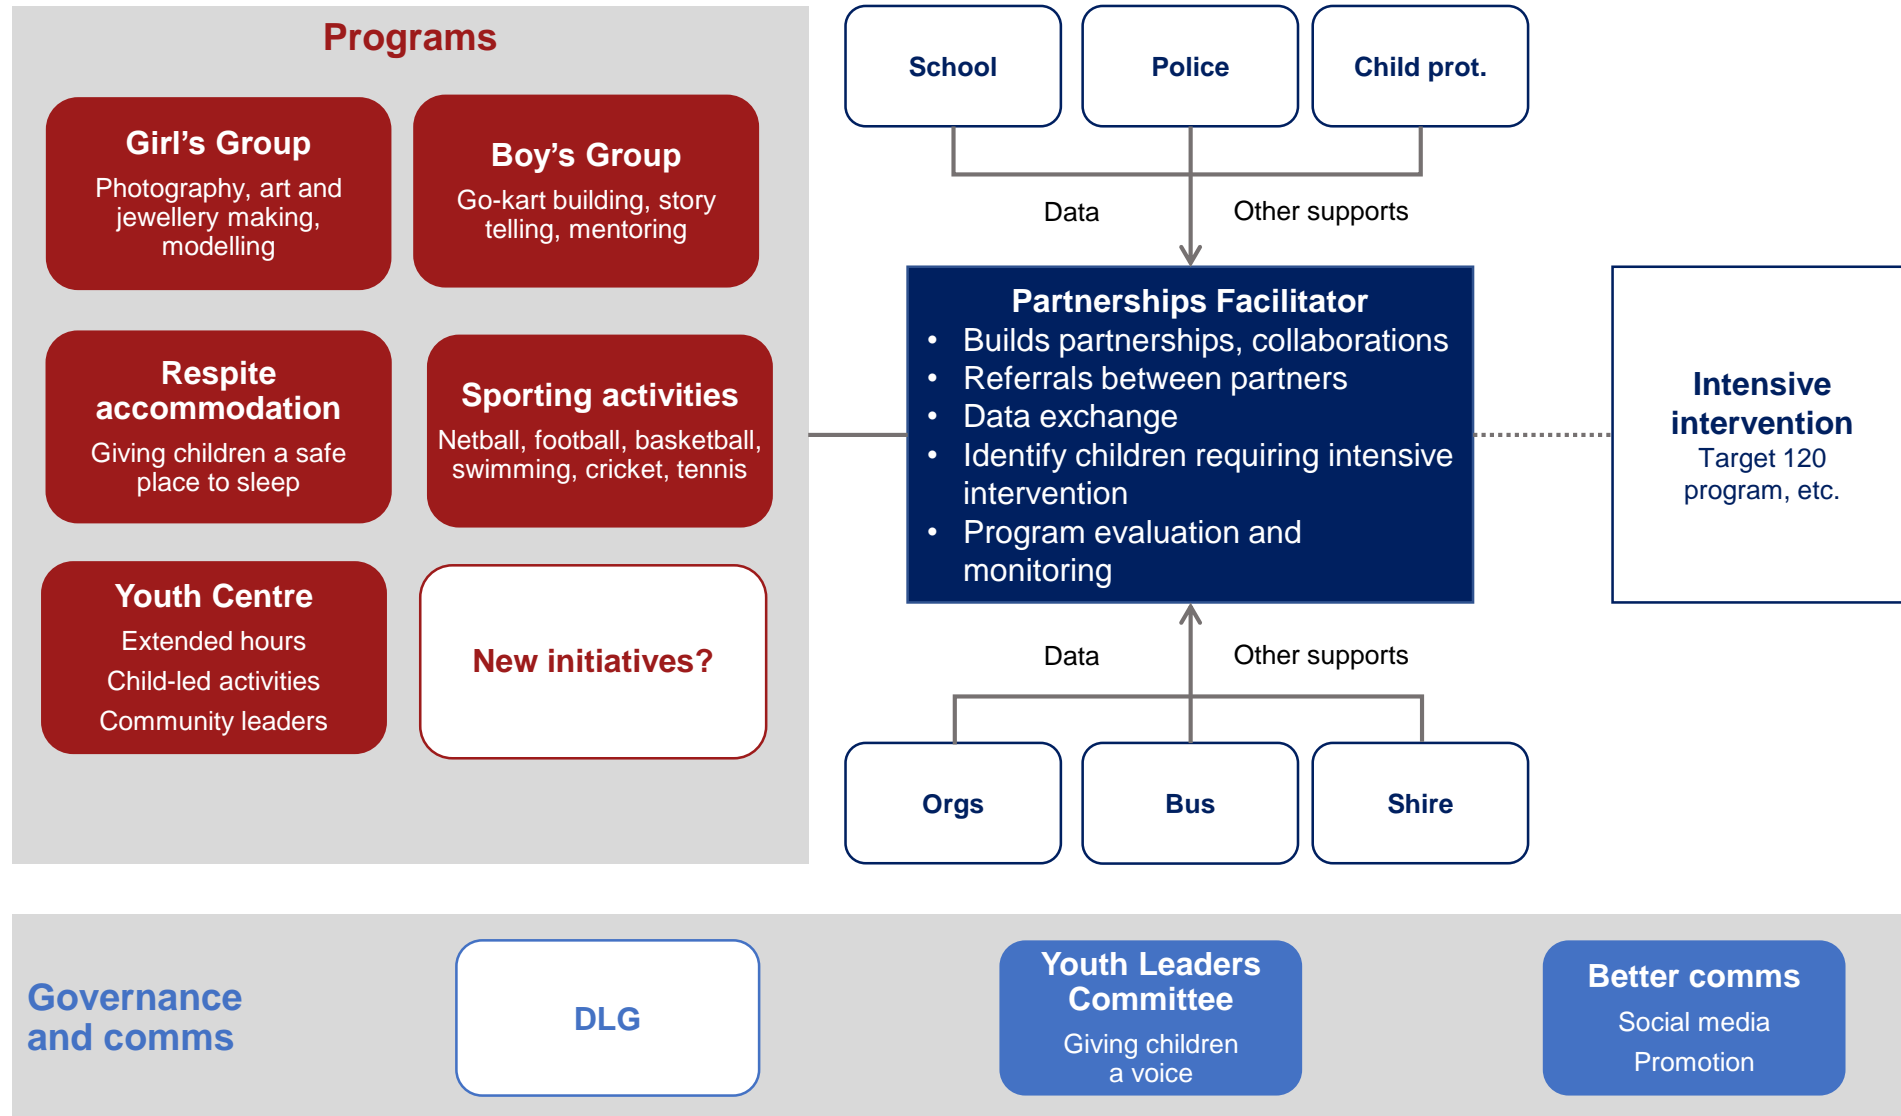 Programs
Girl's Group
Photography, art and
jewellery making,
modelling
Boy's Group
Go-kart building, story
telling, mentoring
Respite
accommodation
Giving children a safe
place to sleep
Sporting activities
Netball, football, basketball,
swimming, cricket, tennis
Youth Centre
Extended hours
Child-led activities
Community leaders
New initiatives?
School
Police
Child prot.
Data
Other supports
Partnerships Facilitator
• Builds partnerships, collaborations
• Referrals between partners
• Data exchange
• Identify children requiring intensive
intervention
• Program evaluation and
monitoring
Intensive
intervention
Target 120
program, etc.
Data
Other supports
Orgs
Bus
Shire
Governance
and comms
DLG
Youth Leaders
Committee
Giving children
a voice
Better comms
Social media
Promotion